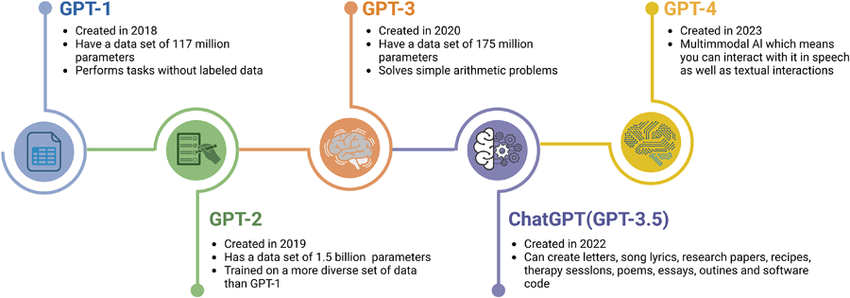 GPT-1
• Created in 2018
• Have a data set of 117 million
parameters
• Performs tasks without labeled data
GPT-2
• Created in 2019
• Has a data set of 1.5 billion parameters
• Trained on a more diverse set of data
than GPT-1
GPT-3
• Created in 2020
• Have a data set of 175 million
parameters
• Solves simple arithmetic problems
ChatGPT(GPT-3.5)
• Created in 2022
• Can create letters, song lyrics, research papers, recipes,
therapy sesslons, poems, essays, outines and software
code
GPT-4
• Created in 2023
• Multimmodal AI which means
you can interact with it in speech
as well as textual interactions